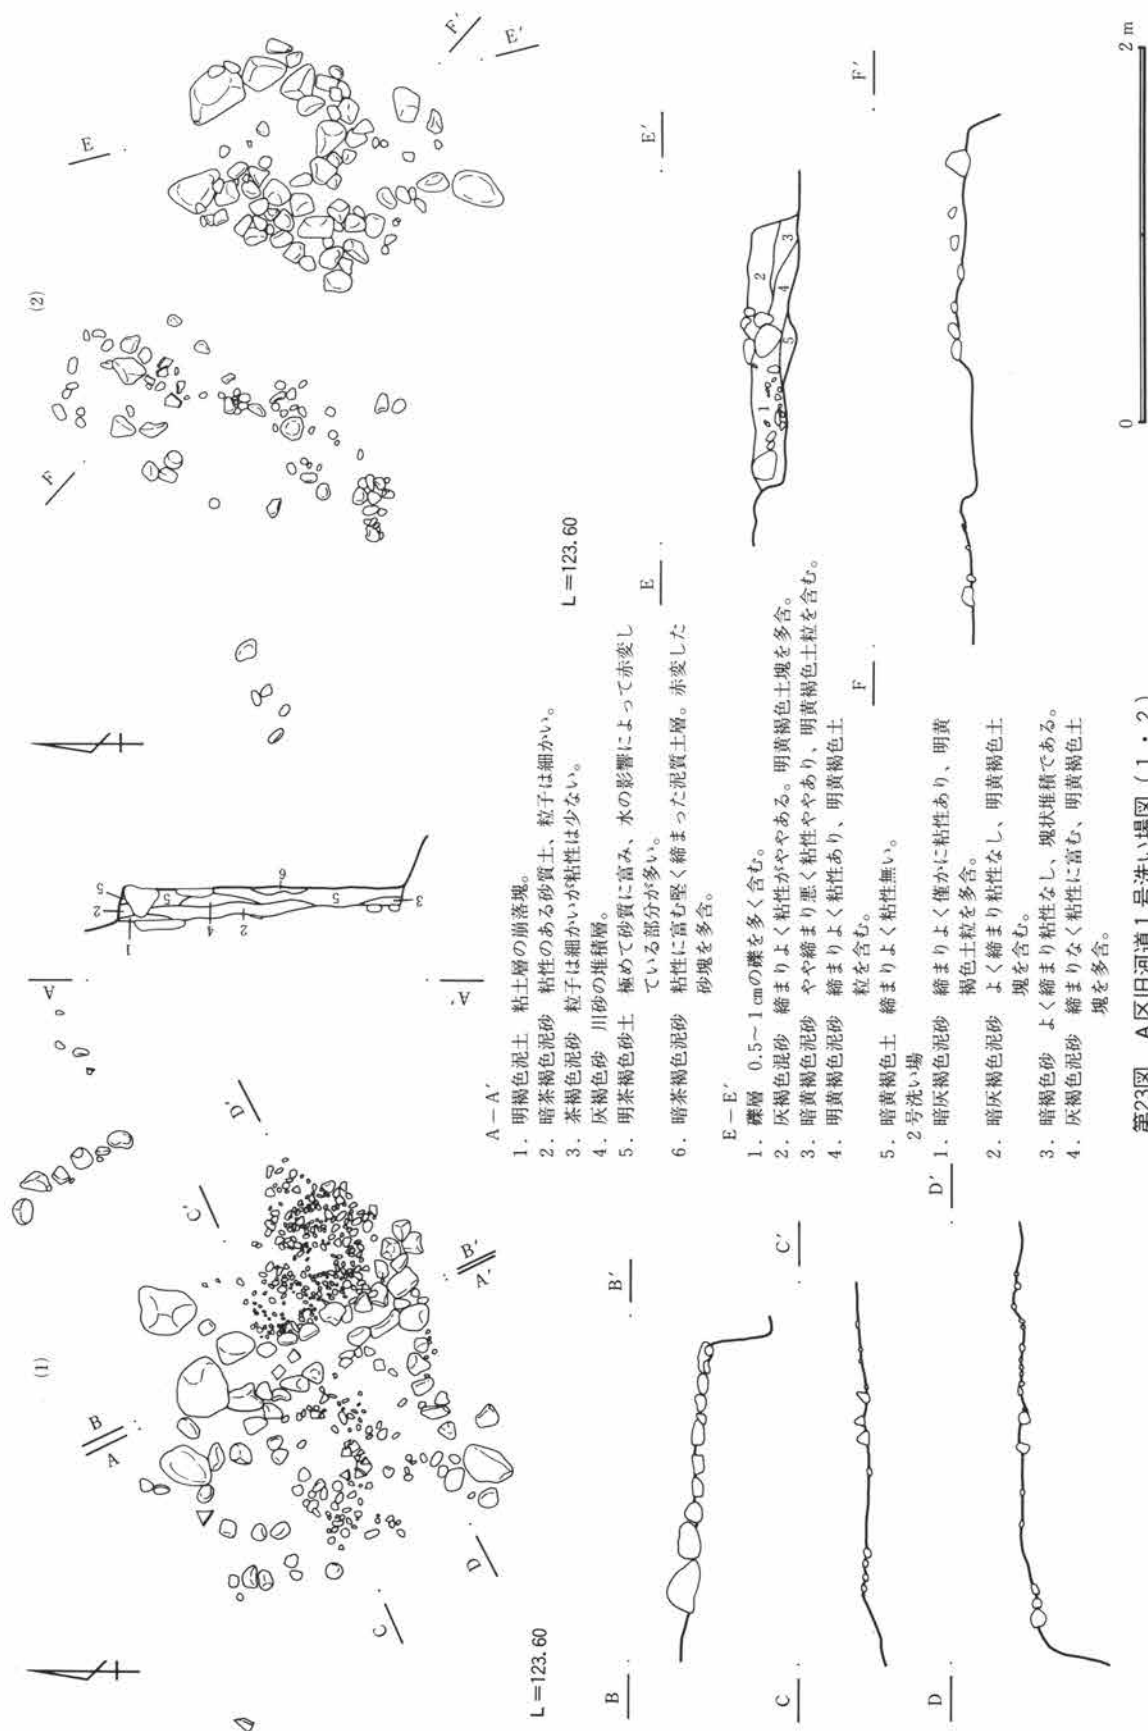 (1)
(2)
A
B
C
D
A'
B'
C'
D'
E
F
E'
F'
A
A'
1
2
5
5
4
2
6
5
3
L=123.60
L=123.60
B
B'
C
C'
D
D'
E
E'
F
F'
1
2
3
4
5
A－A'
1. 明褐色泥土　粘土層の崩落塊。
2. 暗茶褐色泥砂　粘性のある砂質土、粒子は細かい。
3. 茶褐色泥砂　粒子は細かいが粘性は少ない。
4. 灰褐色砂　川砂の堆積層。
5. 明茶褐色砂土　極めて砂質に富み、水の影響によって赤変し
ている部分が多い。
6. 暗茶褐色泥砂　粘性に富む堅く締まった泥質土層。赤変した
砂塊を多含。
E－E'
1. 礫層　0.5～1cmの礫を多く含む。
2. 灰褐色混砂　締まりよく粘性がややある。明黄褐色土塊を多含。
3. 暗黄褐色泥砂　やや締まり悪く粘性ややあり、明黄褐色土粒を含む。
4. 明黄褐色泥砂　締まりよく粘性あり、明黄褐色土
粒を含む。
5. 暗黄褐色土　締まりよく粘性無い。
2号洗い場
1. 暗灰褐色泥砂　締まりよく僅かに粘性あり、明黄
褐色土粒を多含。
2. 暗灰褐色泥砂　よく締まり粘性なし、明黄褐色土
塊を含む。
3. 暗褐色砂　よく締まり粘性なし、塊状堆積である。
4. 灰褐色泥砂　締まりなく粘性に富む、明黄褐色土
塊を多含。
0
2 m
第23図　A区旧河道1号洗い場図（1・2）